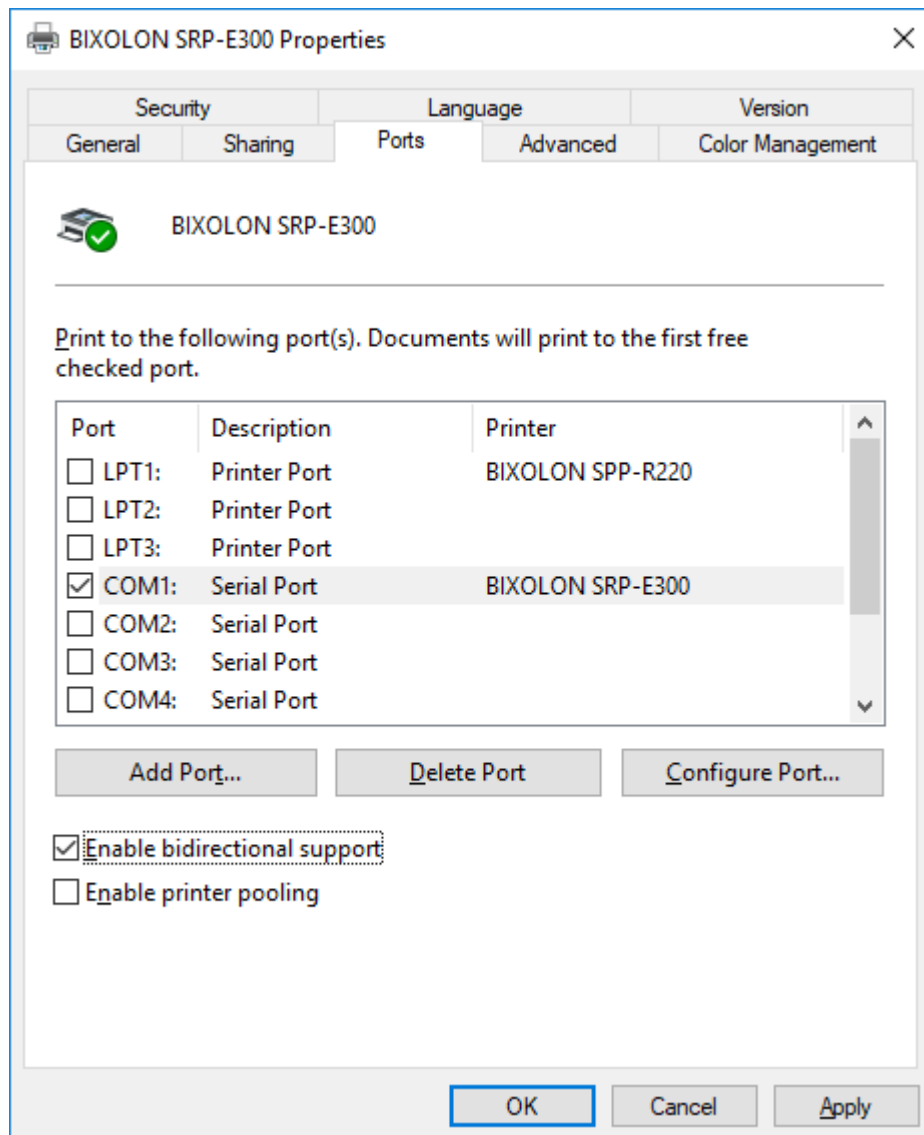 BIXOLON SRP-E300 Properties
Security Language Version
General Sharing Ports Advanced Color Management
BIXOLON SRP-E300
Print to the following port(s). Documents will print to the first free
checked port.
Port Description Printer
LPT1: Printer Port BIXOLON SPP-R220
LPT2: Printer Port
LPT3: Printer Port
COM1: Serial Port BIXOLON SRP-E300
COM2: Serial Port
COM3: Serial Port
COM4: Serial Port
Add Port... Delete Port Configure Port...
Enable bidirectional support
Enable printer pooling
OK Cancel Apply